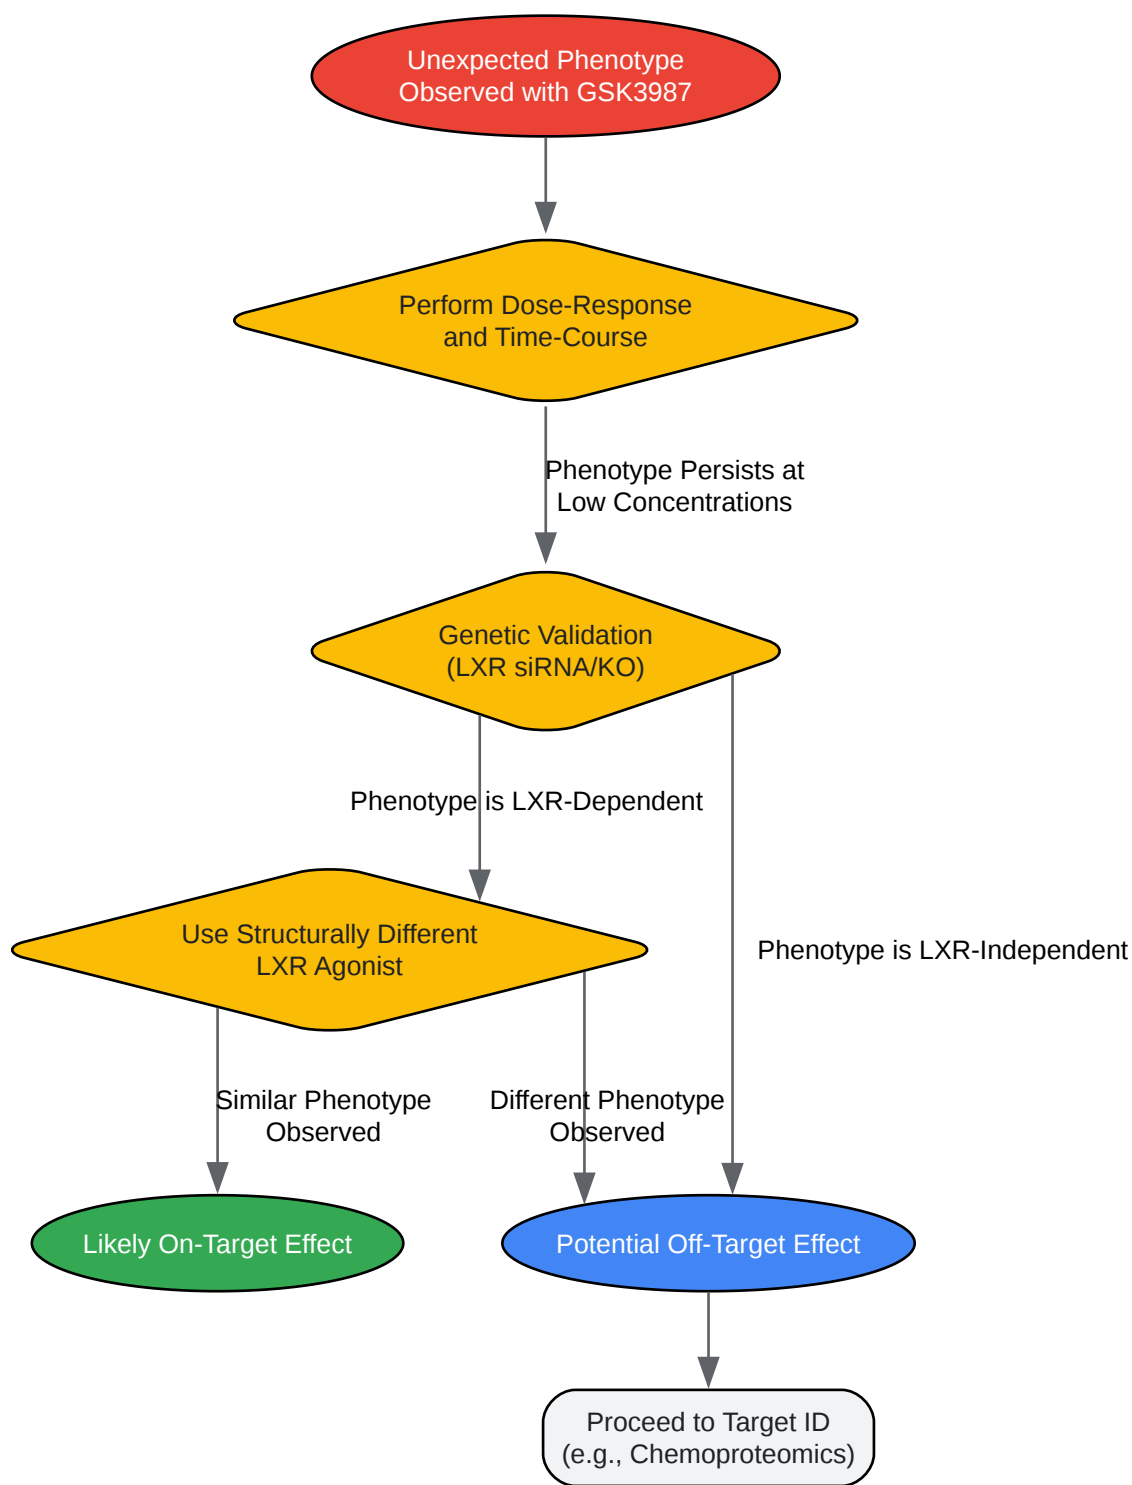 Unexpected Phenotype
Observed with GSK3987
Perform Dose-Response
and Time-Course
Phenotype Persists at
Low Concentrations
Genetic Validation
(LXR siRNA/KO)
Phenotype is LXR-Dependent
Use Structurally Different
LXR Agonist
Phenotype is LXR-Independent
Similar Phenotype
Observed
Different Phenotype
Observed
Likely On-Target Effect
Potential Off-Target Effect
Proceed to Target ID
(e.g., Chemoproteomics)